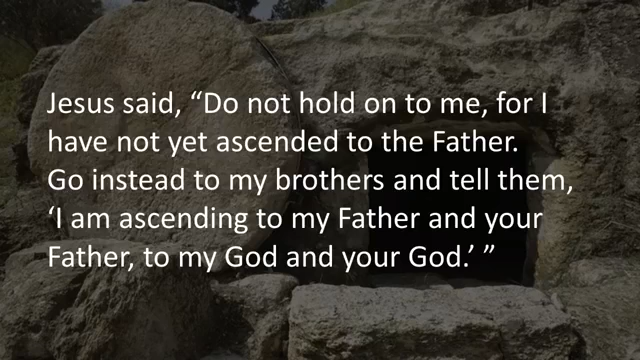 Jesus said, “Do not hold on to me, for I
have not yet ascended to the Father.
Go instead to my brothers and tell them,
‘I am ascending to my Father and your
Father, to my God and your God.’ ”